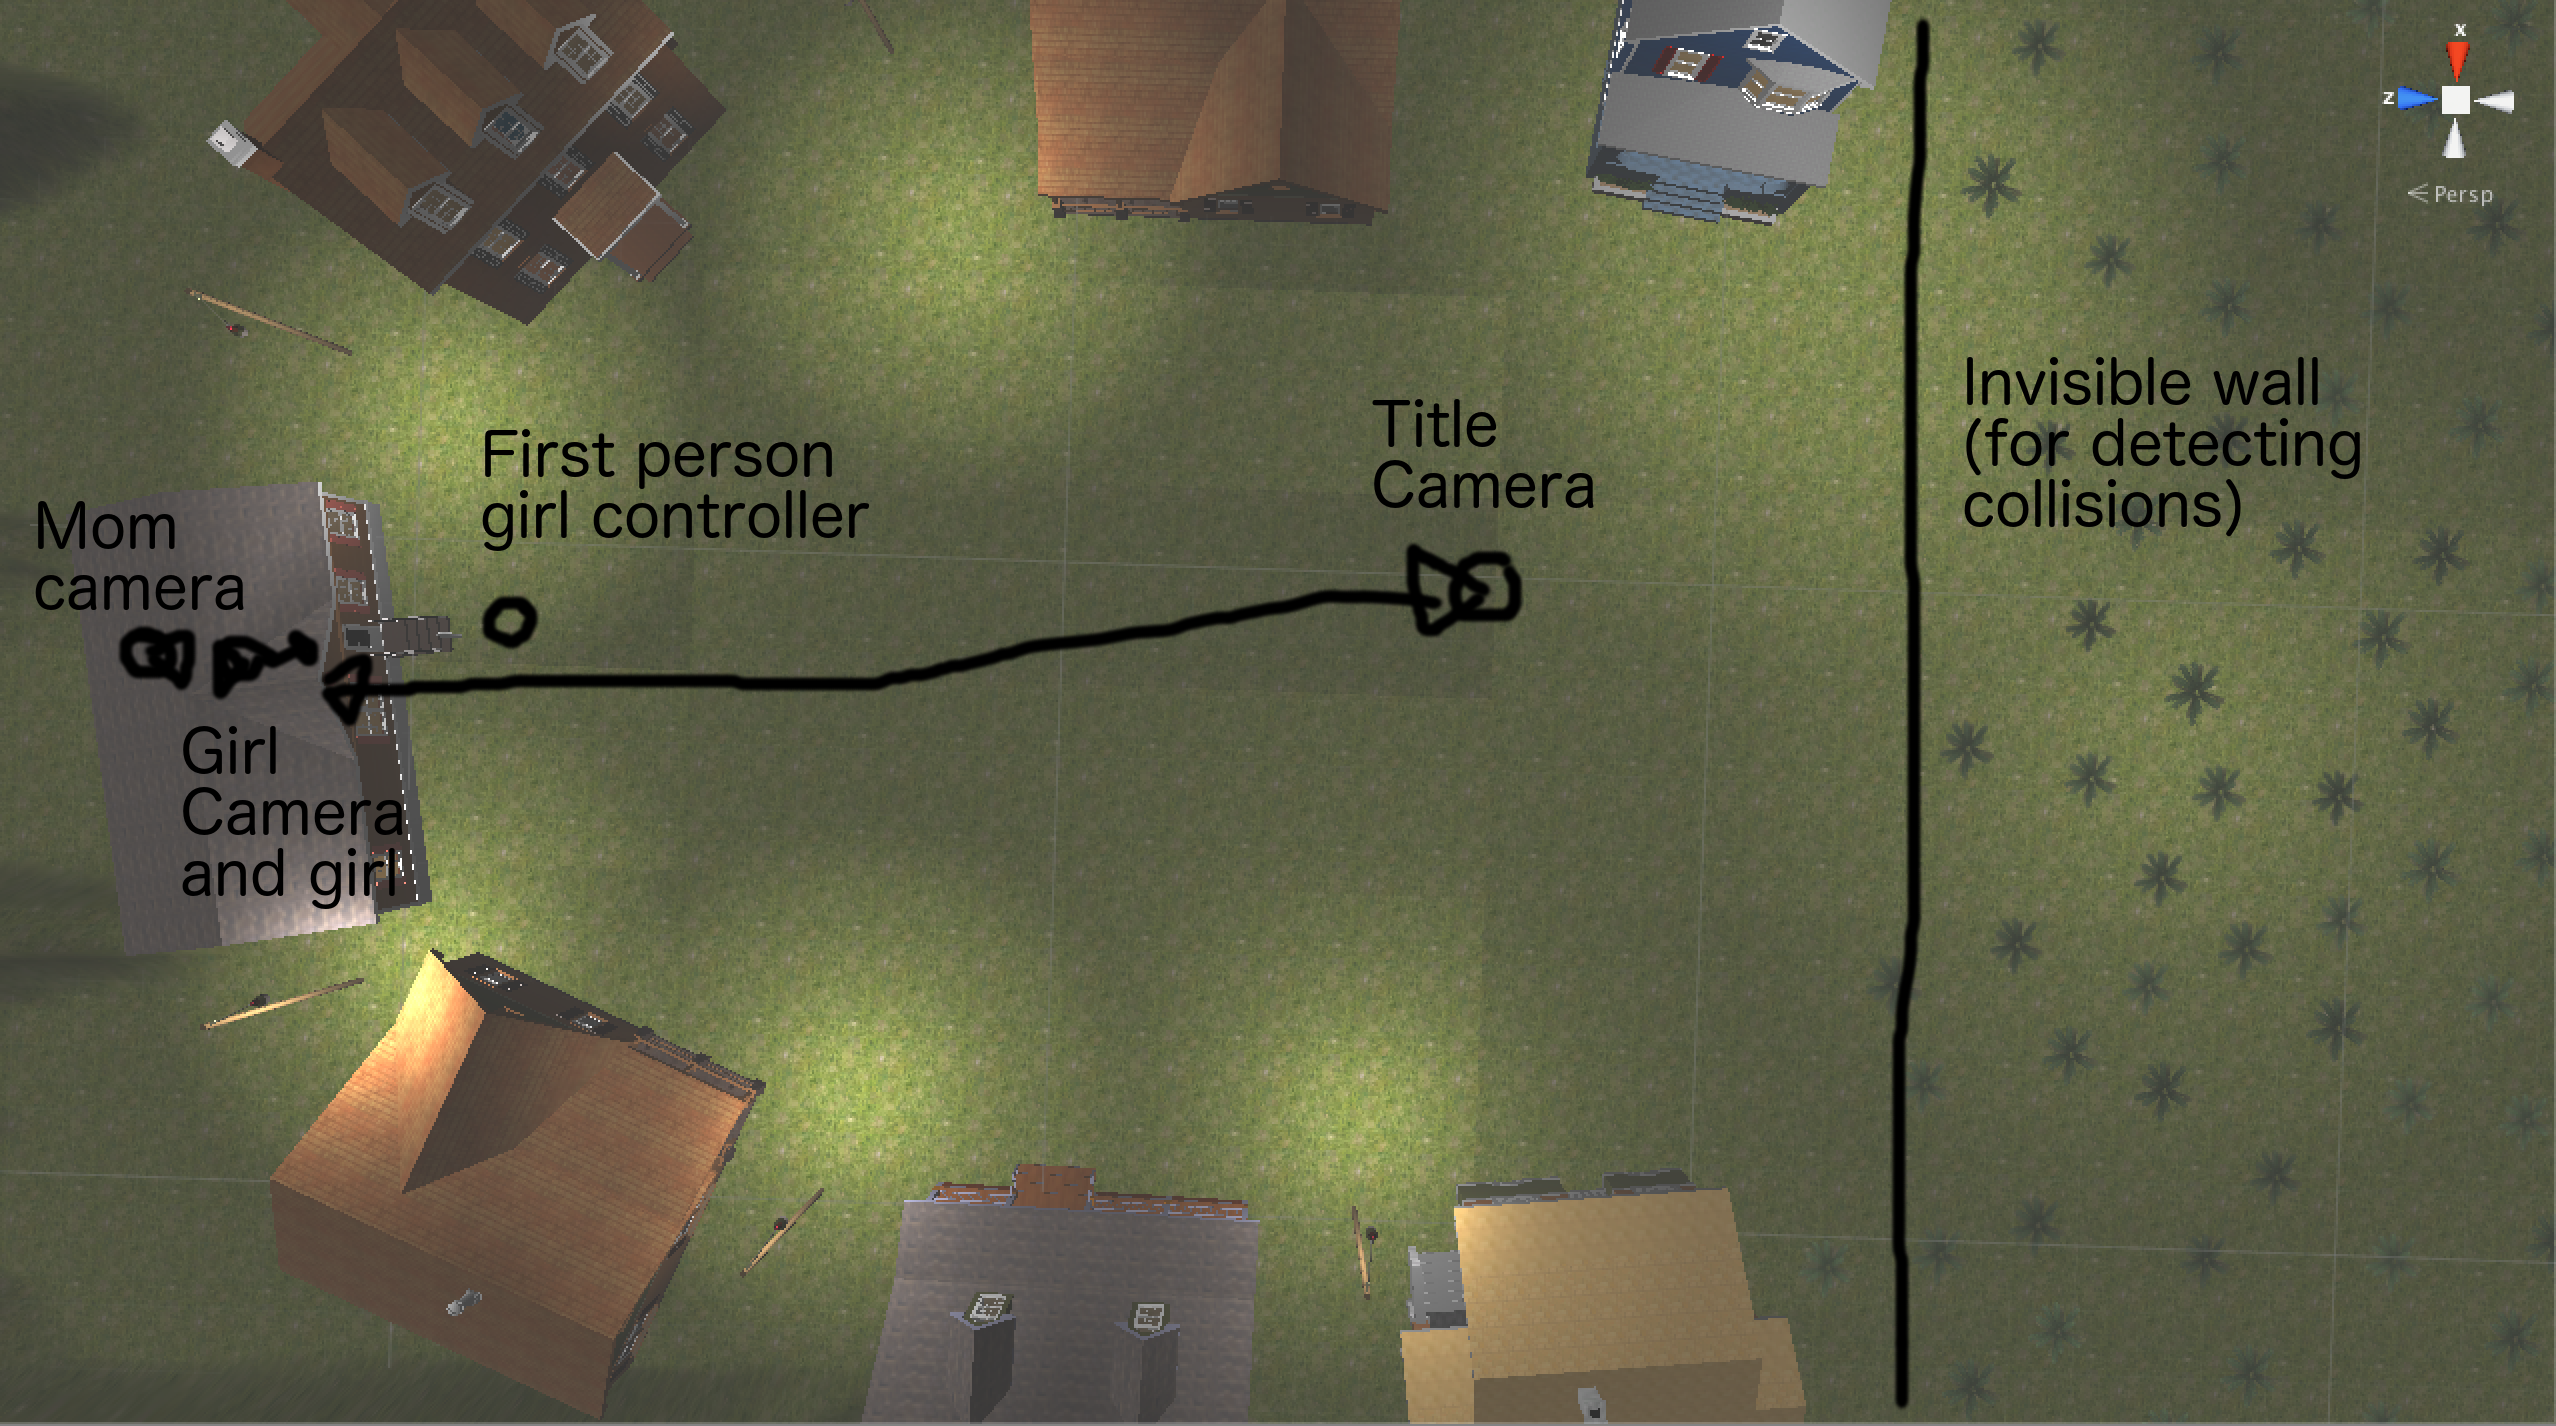 x
z
Persp
Invisible wall
(for detecting
collisions)
Title
Camera
First person
girl controller
Mom
camera
Girl
Camera
and girl